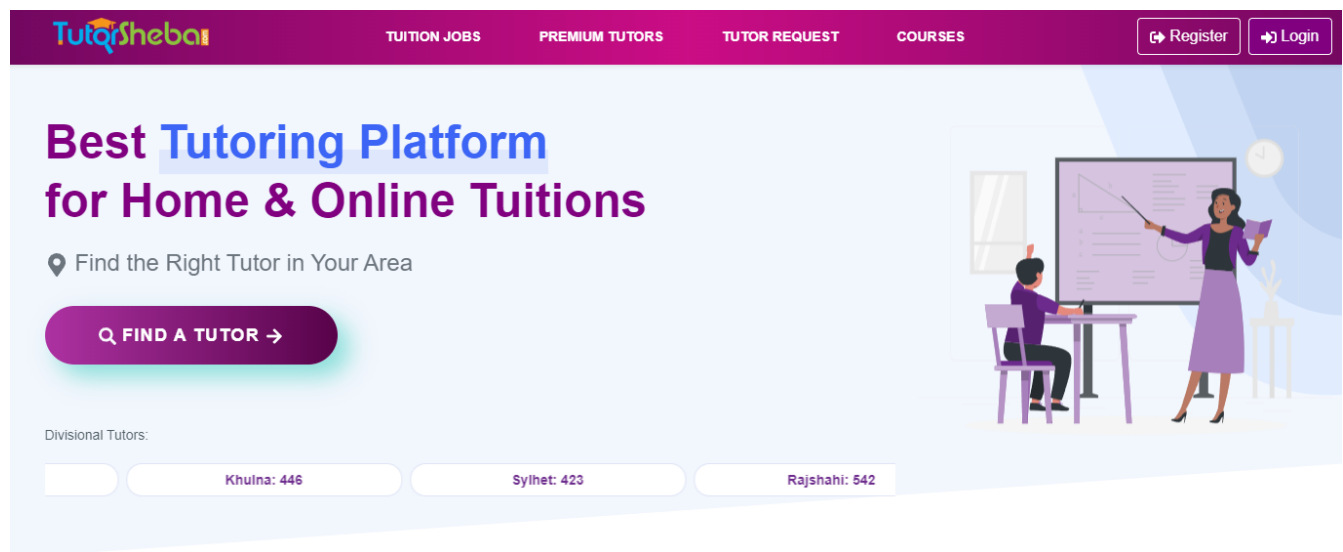 TutorSheba
TUITION JOBS
PREMIUM TUTORS
TUTOR REQUEST
COURSES
Register
Login
Best Tutoring Platform
for Home & Online Tuitions
Find the Right Tutor in Your Area
FIND A TUTOR →
Divisional Tutors:
Khulna: 446
Sylhet: 423
Rajshahi: 542